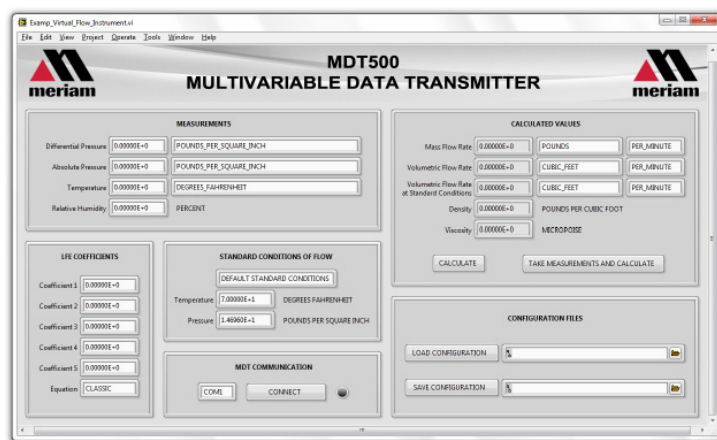 Examp_Virtual_Flow_Instrument.vi
File Edit View Project Operate Tools Window Help
meriam
MDT500
MULTIVARIABLE DATA TRANSMITTER
meriam
MEASUREMENTS
Differential Pressure 0.00000E+0 POUNDS_PER_SQUARE_INCH
Absolute Pressure 0.00000E+0 POUNDS_PER_SQUARE_INCH
Temperature 0.00000E+0 DEGREES_FAHRENHEIT
Relative Humidity 0.00000E+0 PERCENT
CALCULATED VALUES
Mass Flow Rate 0.00000E+0 POUNDS PER_MINUTE
Volumetric Flow Rate 0.00000E+0 CUBIC_FEET PER_MINUTE
Volumetric Flow Rate
at Standard Conditions 0.00000E+0 CUBIC_FEET PER_MINUTE
Density 0.00000E+0 POUNDS PER CUBIC FOOT
Viscosity 0.00000E+0 MICROPOISE
CALCULATE TAKE MEASUREMENTS AND CALCULATE
LFE COEFFICIENTS
Coefficient 1 0.00000E+0
Coefficient 2 0.00000E+0
Coefficient 3 0.00000E+0
Coefficient 4 0.00000E+0
Coefficient 5 0.00000E+0
Equation CLASSIC
STANDARD CONDITIONS OF FLOW
DEFAULT STANDARD CONDITIONS
Temperature 7.00000E+1 DEGREES FAHRENHEIT
Pressure 1.46960E+1 POUNDS PER SQUARE INCH
MDT COMMUNICATION
COM1 CONNECT
CONFIGURATION FILES
LOAD CONFIGURATION
SAVE CONFIGURATION